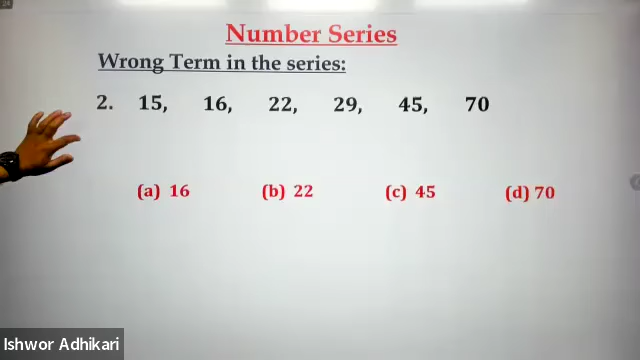 24
Number Series
Wrong Term in the series:
2. 15, 16, 22, 29, 45, 70
(a) 16 (b) 22 (c) 45 (d) 70
Ishwor Adhikari